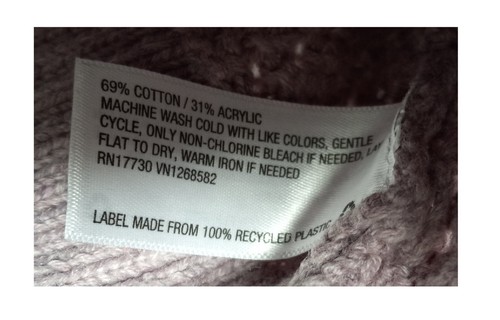 69% COTTON / 31% ACRYLIC
MACHINE WASH COLD WITH LIKE COLORS, GENTLE
CYCLE, ONLY NON-CHLORINE BLEACH IF NEEDED, LAY
FLAT TO DRY, WARM IRON IF NEEDED
RN17730 VN1268582
LABEL MADE FROM 100% RECYCLED PLASTIC